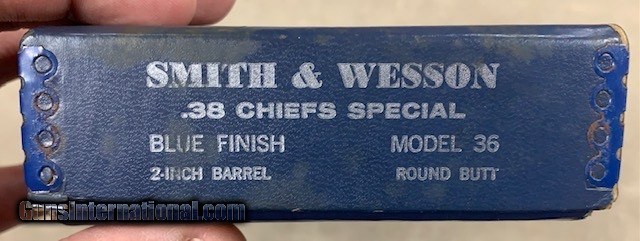 SMITH & WESSON
.38 CHIEFS SPECIAL
BLUE FINISH MODEL 36
2-INCH BARREL ROUND BUTT
GunsInternational.com